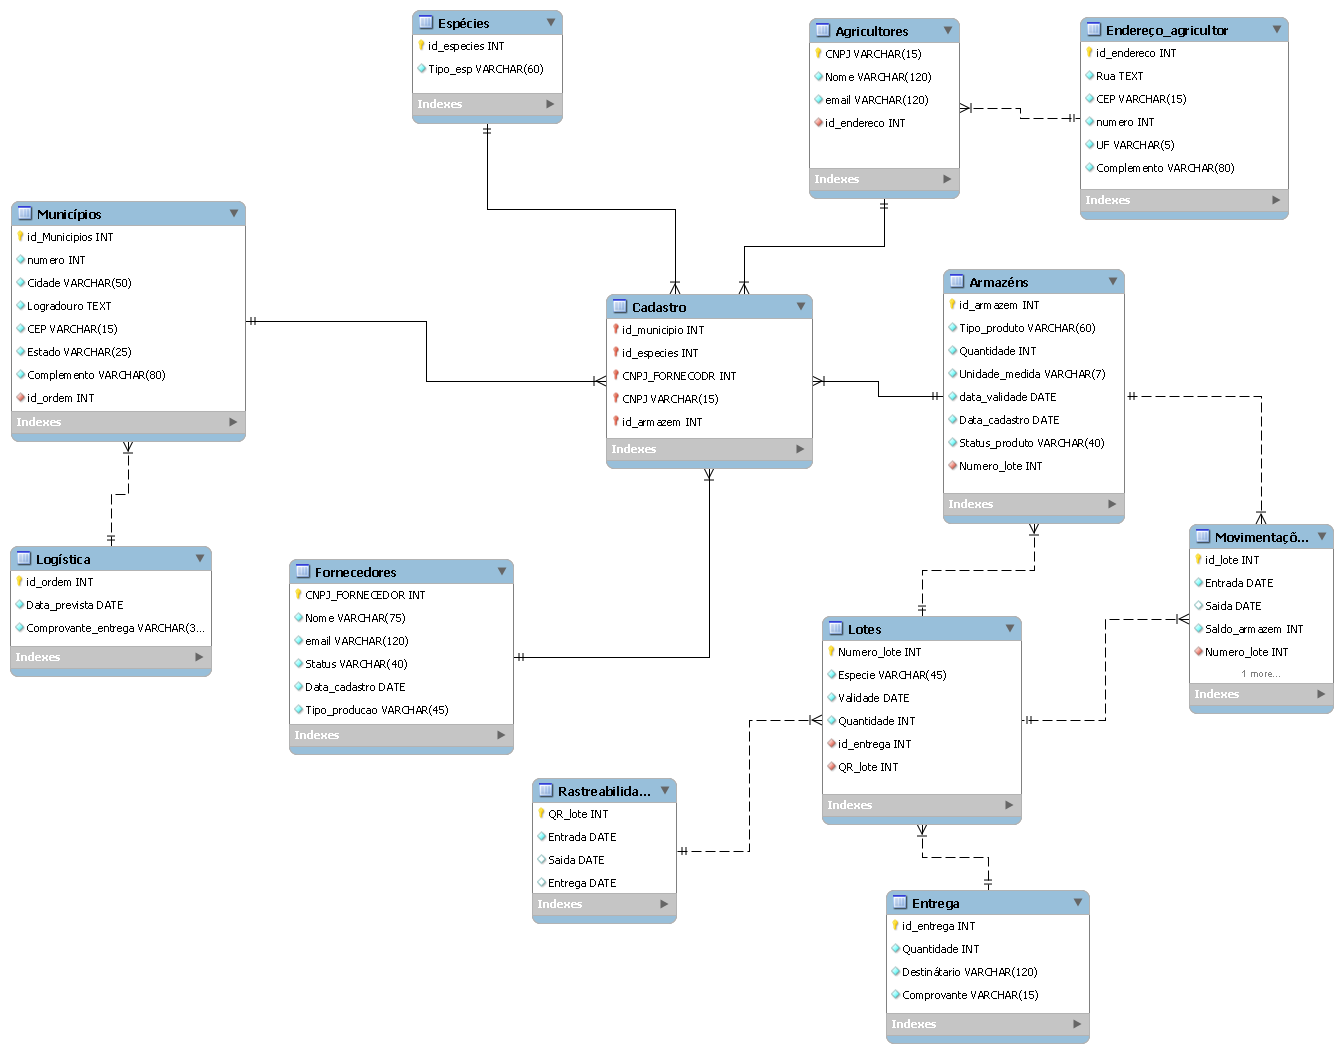 Espécies
id_especies INT
Tipo_esp VARCHAR(60)
Indexes
Agricultores
CNPJ VARCHAR(15)
Nome VARCHAR(120)
email VARCHAR(120)
id_endereco INT
Indexes
Endereço_agricultor
id_endereco INT
Rua TEXT
CEP VARCHAR(15)
numero INT
UF VARCHAR(5)
Complemento VARCHAR(80)
Indexes
Municípios
id_Municipios INT
numero INT
Cidade VARCHAR(50)
Logradouro TEXT
CEP VARCHAR(15)
Estado VARCHAR(25)
Complemento VARCHAR(80)
id_ordem INT
Indexes
Cadastro
id_municipio INT
id_especies INT
CNPJ_FORNECODR INT
CNPJ VARCHAR(15)
id_armazem INT
Indexes
Armazéns
id_armazem INT
Tipo_produto VARCHAR(60)
Quantidade INT
Unidade_medida VARCHAR(7)
data_validade DATE
Data_cadastro DATE
Status_produto VARCHAR(40)
Numero_lote INT
Indexes
Logística
id_ordem INT
Data_prevista DATE
Comprovante_entrega VARCHAR(3...
Indexes
Fornecedores
CNPJ_FORNECEDOR INT
Nome VARCHAR(75)
email VARCHAR(120)
Status VARCHAR(40)
Data_cadastro DATE
Tipo_producao VARCHAR(45)
Indexes
Movimentaçõ...
id_lote INT
Entrada DATE
Saida DATE
Saldo_armazem INT
Numero_lote INT
1 more...
Indexes
Lotes
Numero_lote INT
Especie VARCHAR(45)
Validade DATE
Quantidade INT
id_entrega INT
QR_lote INT
Indexes
Rastreabilida...
QR_lote INT
Entrada DATE
Saida DATE
Entrega DATE
Indexes
Entrega
id_entrega INT
Quantidade INT
Destinátario VARCHAR(120)
Comprovante VARCHAR(15)
Indexes